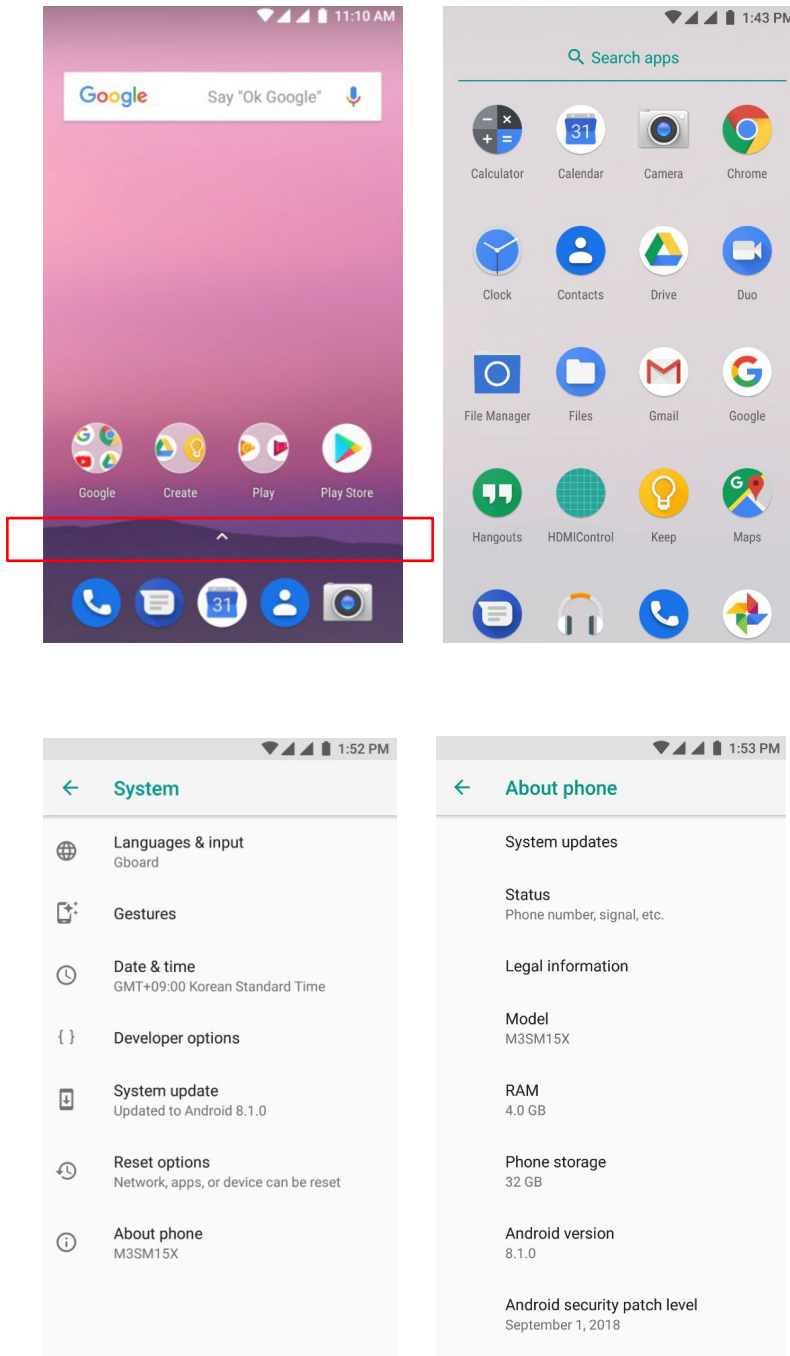 11:10 AM
Google Say "Ok Google"
Google Create Play Play Store
31
1:43 PM
Search apps
31
Calculator Calendar Camera Chrome
Clock Contacts Drive Duo
File Manager Files Gmail Google
G
Hangouts HDMIControl Keep Maps
1:52 PM
System
Languages & input
Gboard
Gestures
Date & time
GMT+09:00 Korean Standard Time
{ } Developer options
System update
Updated to Android 8.1.0
Reset options
Network, apps, or device can be reset
About phone
M3SM15X
1:53 PM
About phone
System updates
Status
Phone number, signal, etc.
Legal information
Model
M3SM15X
RAM
4.0 GB
Phone storage
32 GB
Android version
8.1.0
Android security patch level
September 1, 2018